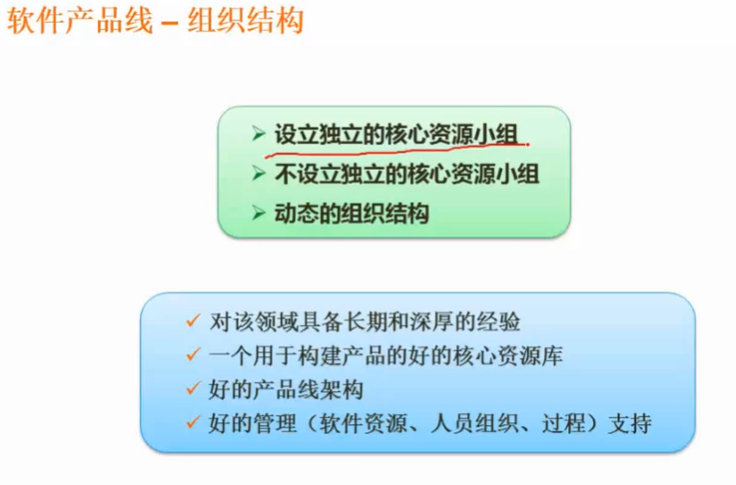 软件产品线 – 组织结构
设立独立的核心资源小组
不设立独立的核心资源小组
动态的组织结构
对该领域具备长期和深厚的经验
一个用于构建产品的好的核心资源库
好的产品线架构
好的管理（软件资源、人员组织、过程）支持